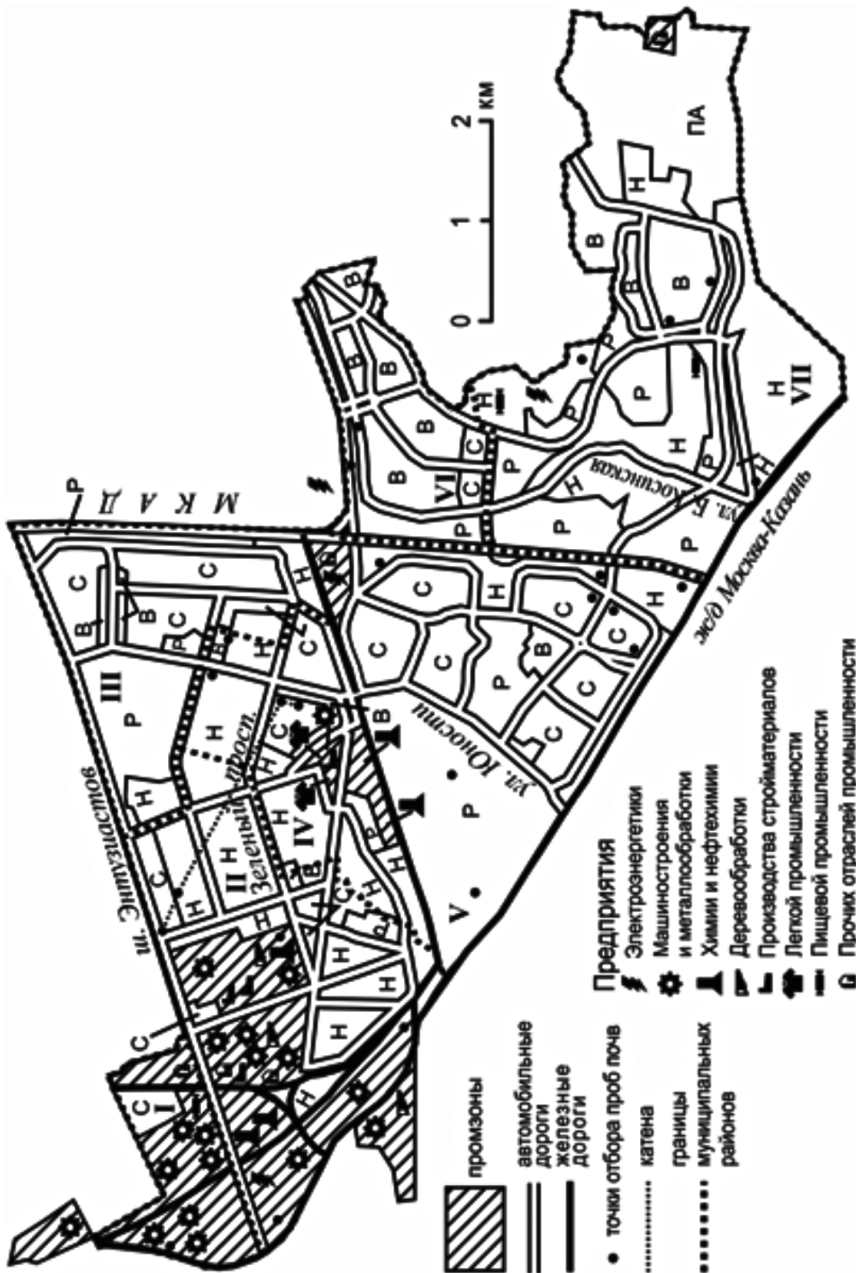 ш. Энтузиастов
МКАД
Зеленый просп.
ул. Юности
ул. Б. Косинская
ж/д Москва-Казань
I
II
III
IV
V
VI
VII
ПА
Р
С
В
Н
0 1 2 км
промзоны
автомобильные
дороги
железные
дороги
точки отбора проб почв
катена
границы
муниципальных
районов
Предприятия
Электроэнергетики
Машиностроения
и металлообработки
Химии и нефтехимии
Деревообработки
Производства стройматериалов
Легкой промышленности
Пищевой промышленности
Прочих отраслей промышленности